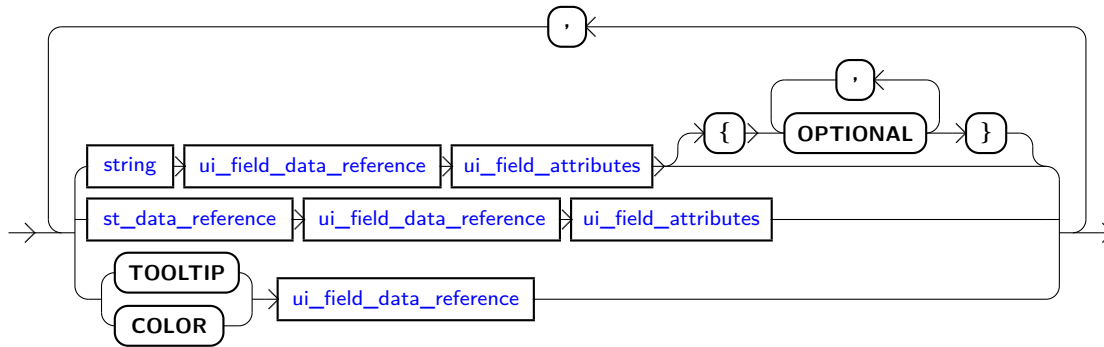 ,
,
{ OPTIONAL }
string ui_field_data_reference ui_field_attributes
st_data_reference ui_field_data_reference ui_field_attributes
TOOLTIP
ui_field_data_reference
COLOR